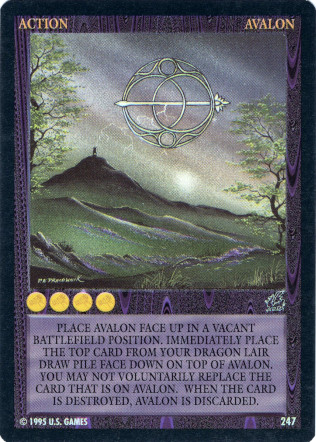 ACTION AVALON
PLACE AVALON FACE UP IN A VACANT
BATTLEFIELD POSITION. IMMEDIATELY PLACE
THE TOP CARD FROM YOUR DRAGON LAIR
DRAW PILE FACE DOWN ON TOP OF AVALON.
YOU MAY NOT VOLUNTARILY REPLACE THE
CARD THAT IS ON AVALON. WHEN THE CARD
IS DESTROYED, AVALON IS DISCARDED.
© 1995 U.S. GAMES 247